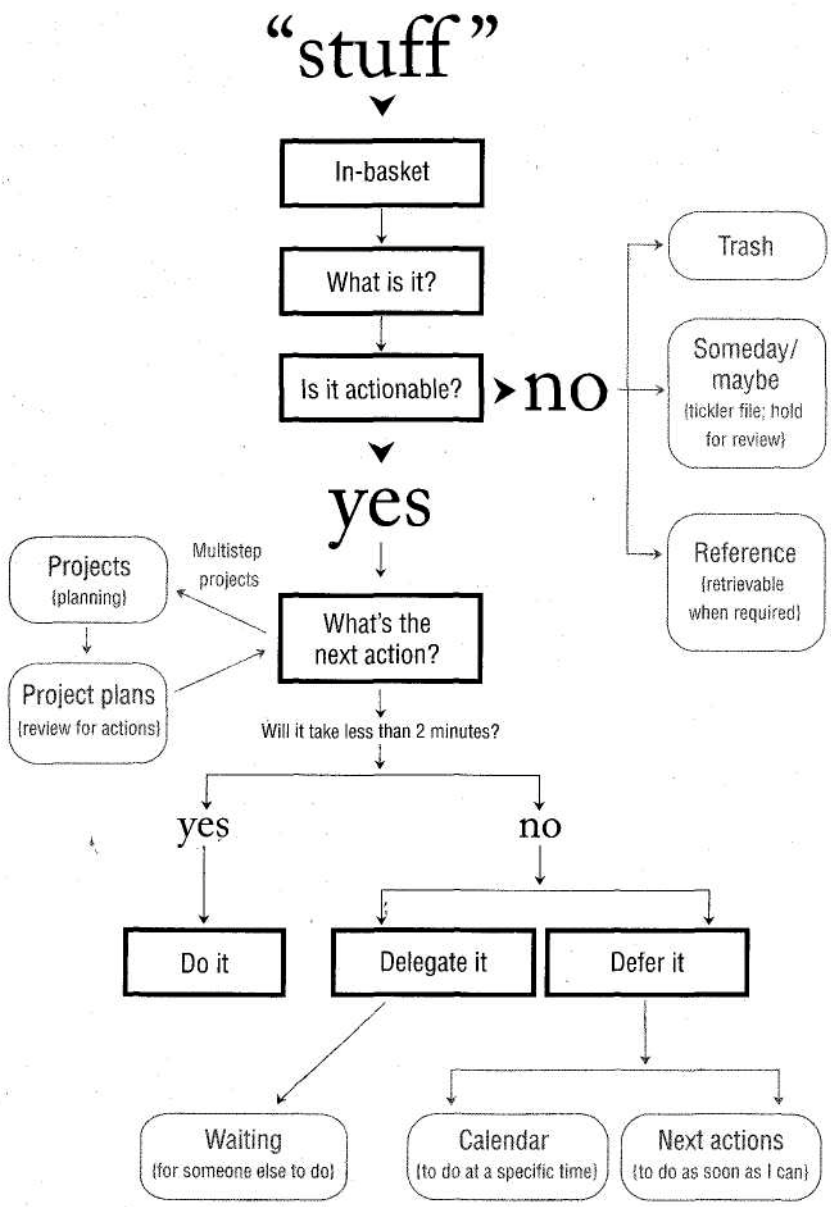 “stuff”
In-basket
What is it?
Is it actionable?
no
Trash
Someday/
maybe
{tickler file; hold
for review}
Reference
{retrievable
when required}
yes
Multistep
projects
Projects
{planning}
Project plans
{review for actions}
What's the
next action?
Will it take less than 2 minutes?
yes
no
Do it
Delegate it
Defer it
Waiting
{for someone else to do}
Calendar
{to do at a specific time}
Next actions
{to do as soon as I can}